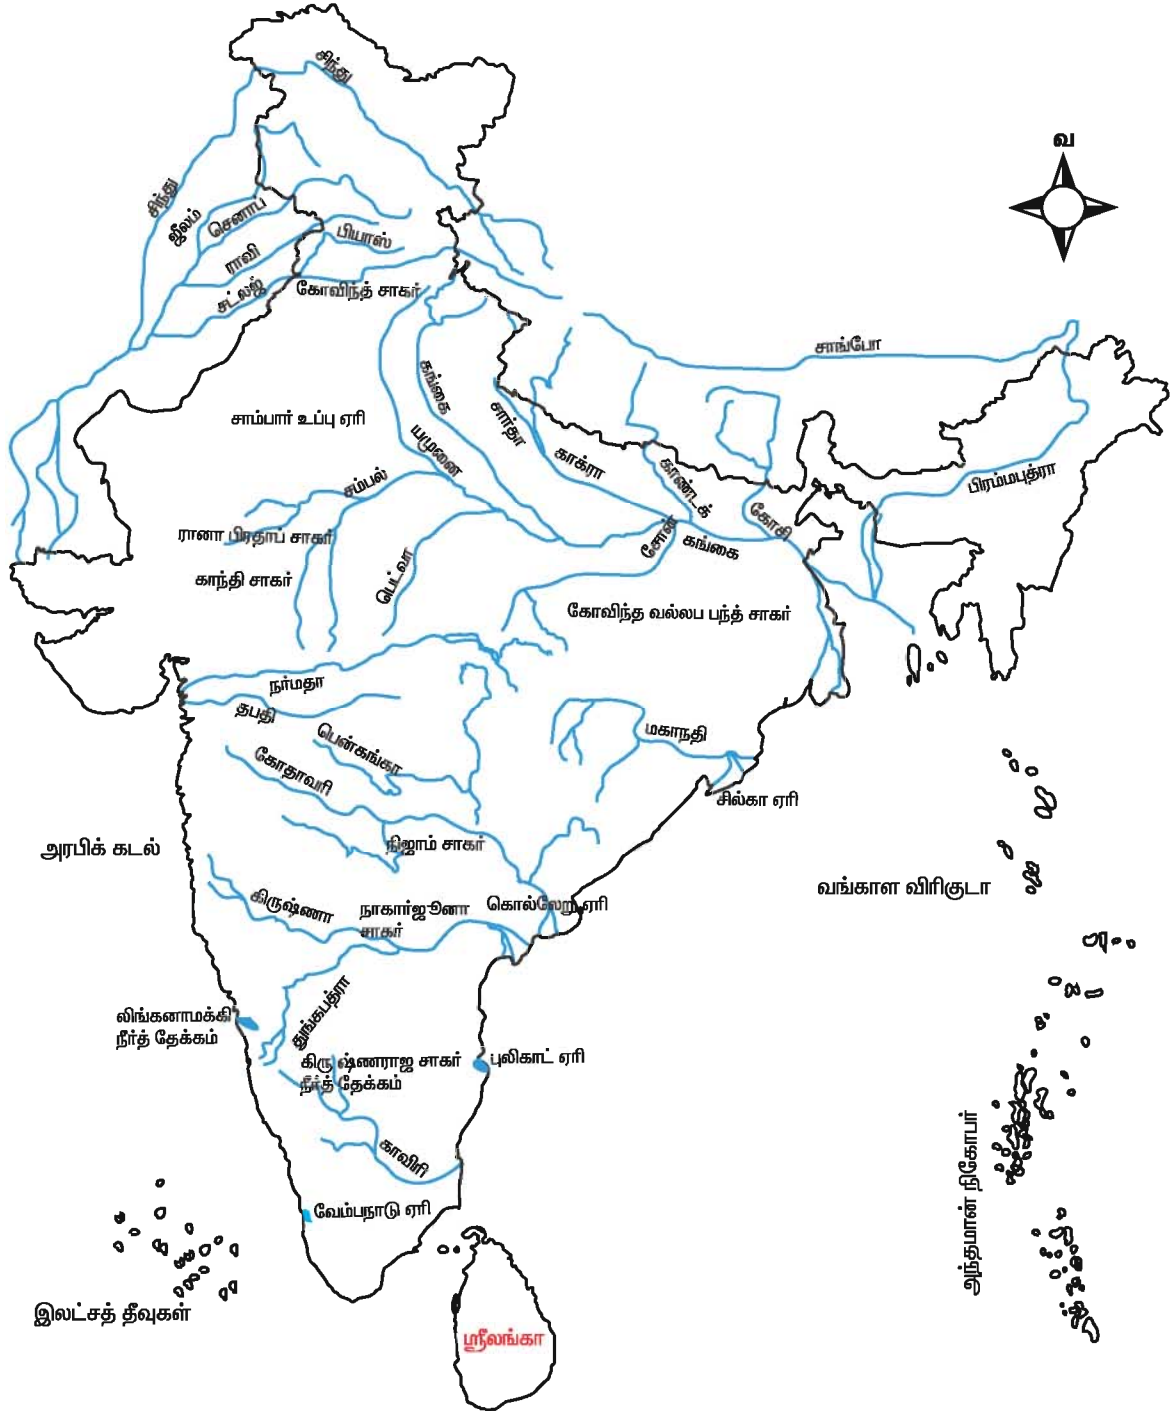 சிந்து
வ
சிந்து
ஜீலம்
செனாப்
ராவி
பியாஸ்
சட்லஜ்
கோவிந்த் சாகர்
சாங்போ
கங்கை
சாம்பார் உப்பு ஏரி
சார்தா
யமுனை
காக்ரா
காண்டக்
சம்பல்
பிரம்மபுத்ரா
கோசி
ரானா பிரதாப் சாகர்
சோன்
கங்கை
காந்தி சாகர்
பெட்வா
கோவிந்த வல்லப பந்த் சாகர்
நர்மதா
தபதி
பென்கங்கா
மகாநதி
கோதாவரி
சில்கா ஏரி
அரபிக் கடல்
நிஜாம் சாகர்
வங்காள விரிகுடா
கிருஷ்ணா
நாகார்ஜூனா
சாகர்
கொல்லேறு ஏரி
துங்கபத்ரா
லிங்கனாமக்கி
நீர்த் தேக்கம்
கிருஷ்ணராஜ சாகர்
நீர்த் தேக்கம்
புலிகாட் ஏரி
காவிரி
அந்தமான் நிகோபர்
வேம்பநாடு ஏரி
இலட்சத் தீவுகள்
ஸ்ரீலங்கா